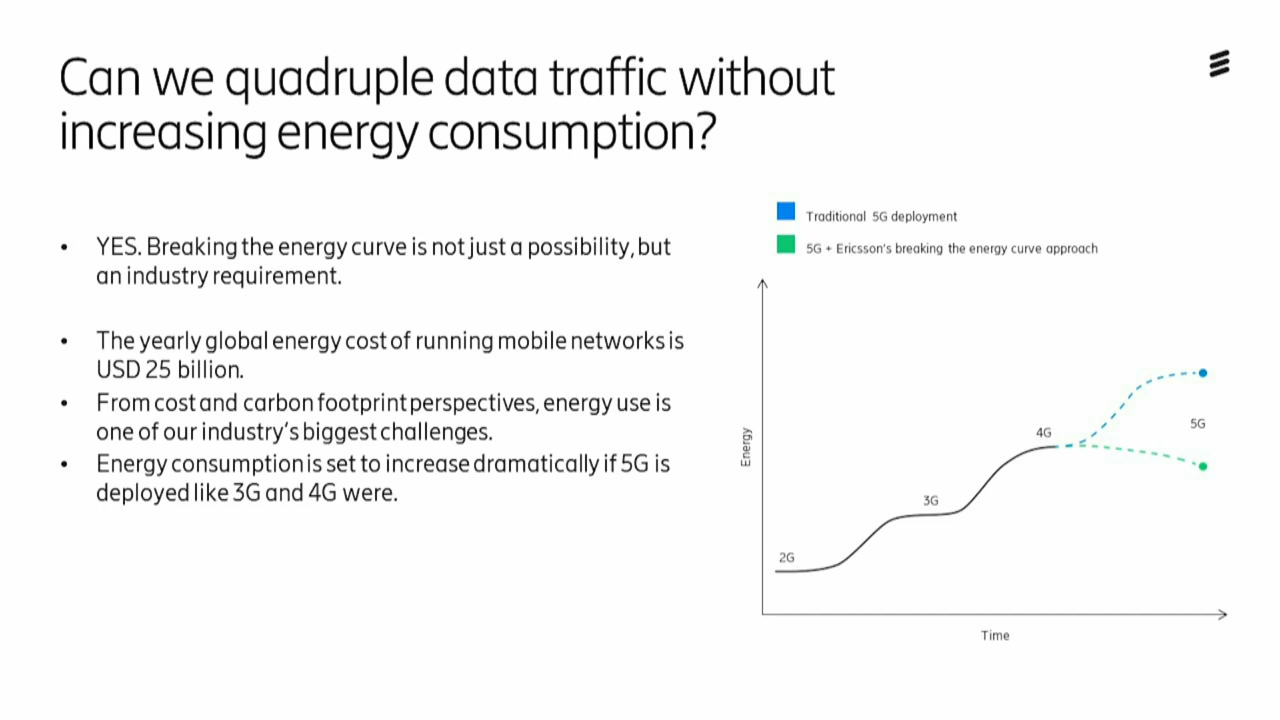 Can we quadruple data traffic without
increasing energy consumption?
• YES. Breaking the energy curve is not just a possibility, but
an industry requirement.
• The yearly global energy cost of running mobile networks is
USD 25 billion.
• From cost and carbon footprint perspectives, energy use is
one of our industry's biggest challenges.
• Energy consumption is set to increase dramatically if 5G is
deployed like 3G and 4G were.
Traditional 5G deployment
5G + Ericsson's breaking the energy curve approach
Energy
2G
3G
4G
5G
Time